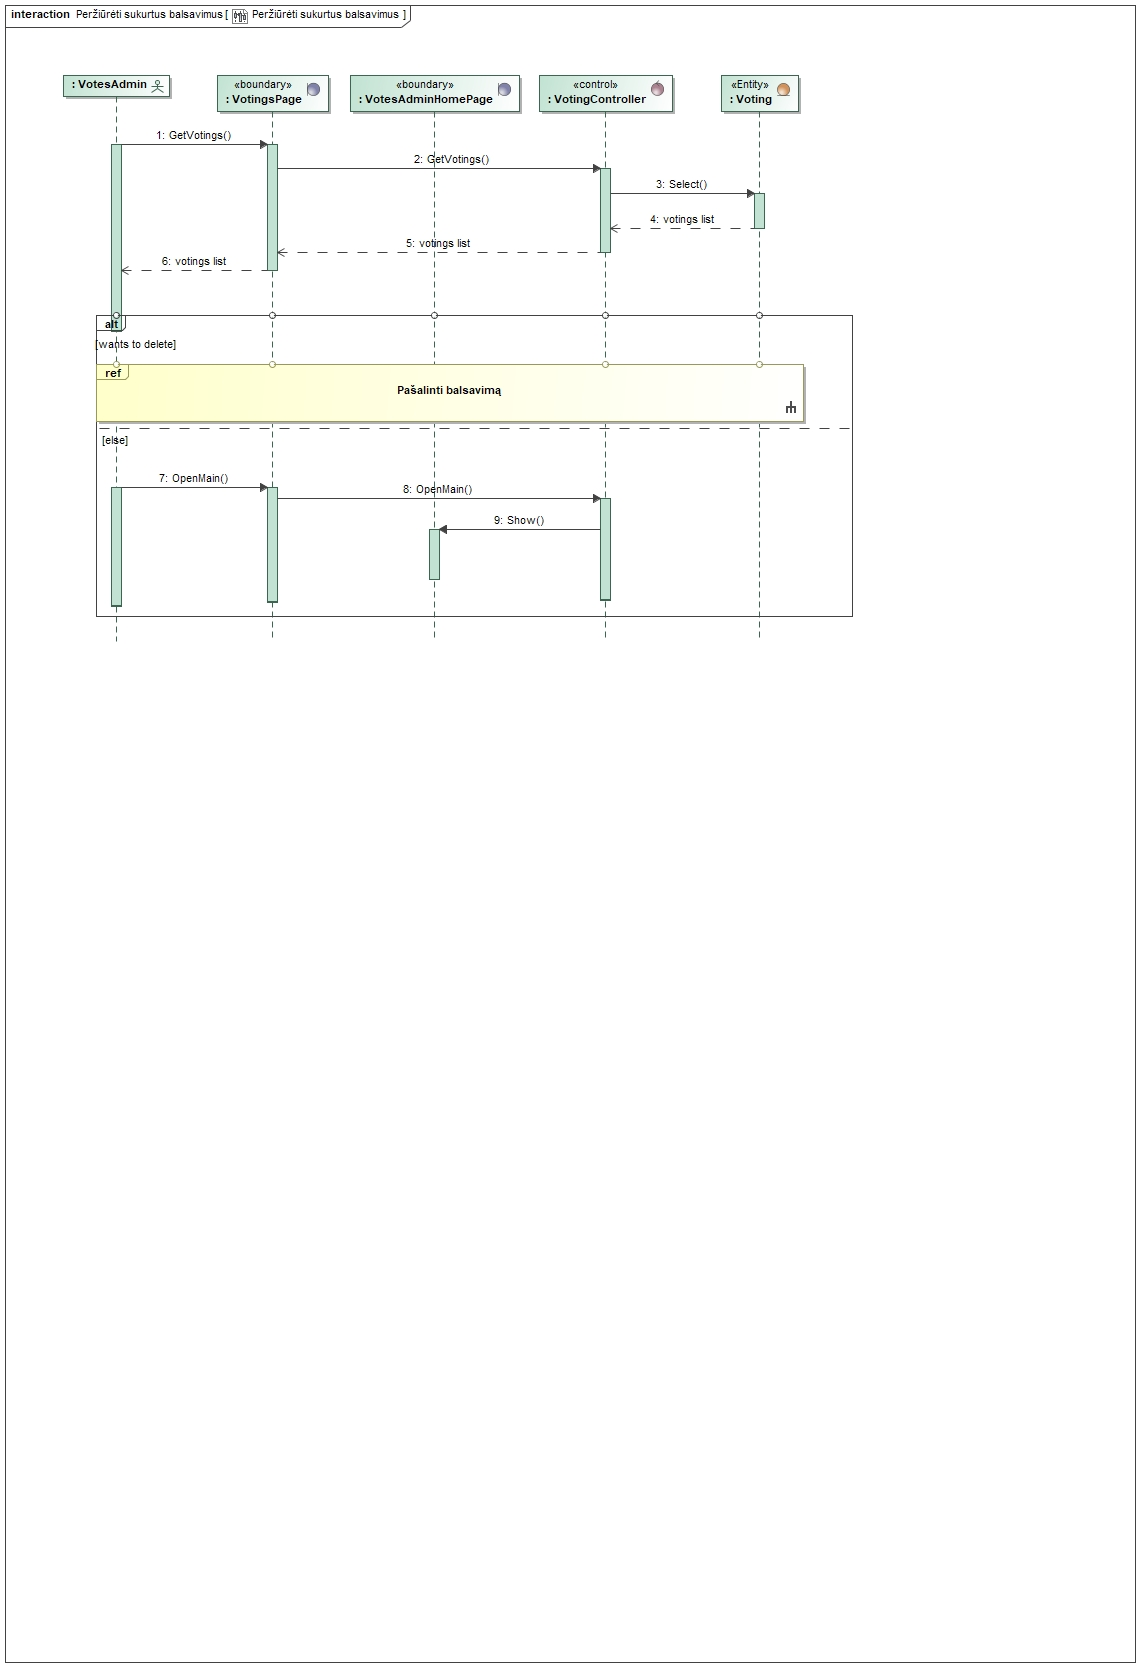 interaction Peržiūrėti sukurtus balsavimus [ Peržiūrėti sukurtus balsavimus ]
: VotesAdmin
«boundary»
: VotingsPage
«boundary»
: VotesAdminHomePage
«control»
: VotingController
«Entity»
: Voting
1: GetVotings()
2: GetVotings()
3: Select()
4: votings list
5: votings list
6: votings list
alt
[wants to delete]
ref
Pašalinti balsavimą
[else]
7: OpenMain()
8: OpenMain()
9: Show()